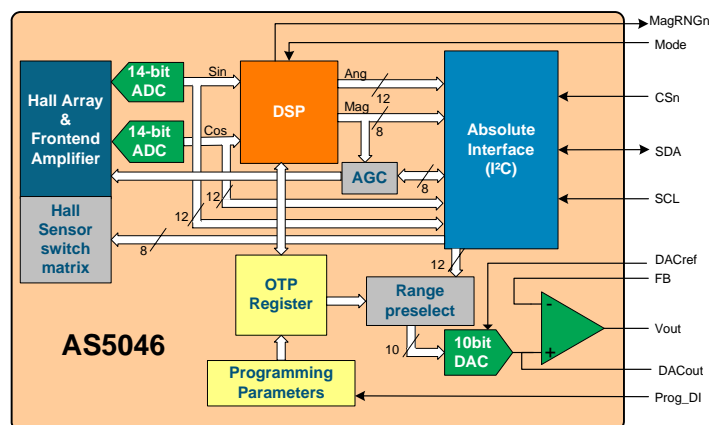 MagRNGn
Mode
14-bit
ADC
Sin
Ang
12
Hall Array
&
Frontend
Amplifier
DSP
CSn
14-bit
ADC
Cos
Mag
8
Absolute
Interface
(I²C)
SDA
AGC
8
Hall
Sensor
switch
matrix
12
12
8
SCL
12
DACref
FB
OTP
Register
Range
preselect
-
+
Vout
AS5046
10
10bit
DAC
DACout
Programming
Parameters
Prog_DI